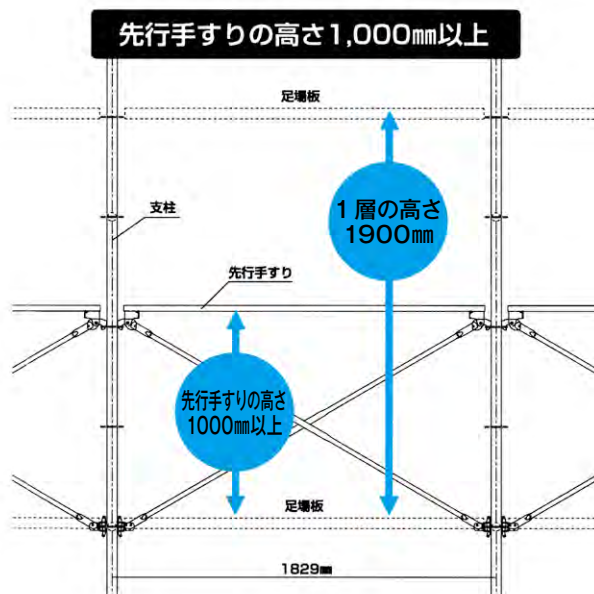 先行手すりの高さ1,000㎜以上
足場板
1層の高さ
1900㎜
支柱
先行手すり
先行手すりの高さ
1000㎜以上
足場板
1829㎜